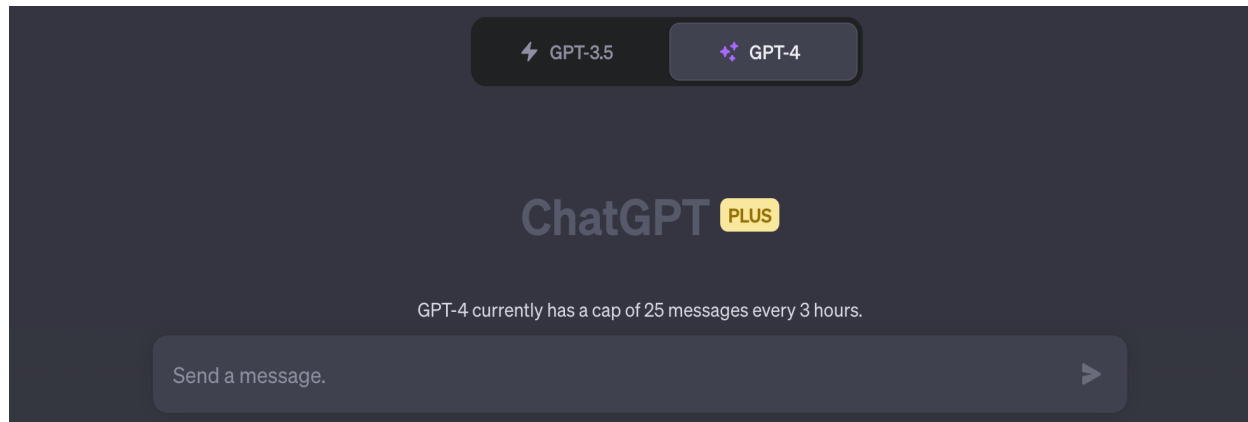 GPT-3.5 GPT-4
ChatGPT PLUS
GPT-4 currently has a cap of 25 messages every 3 hours.
Send a message.